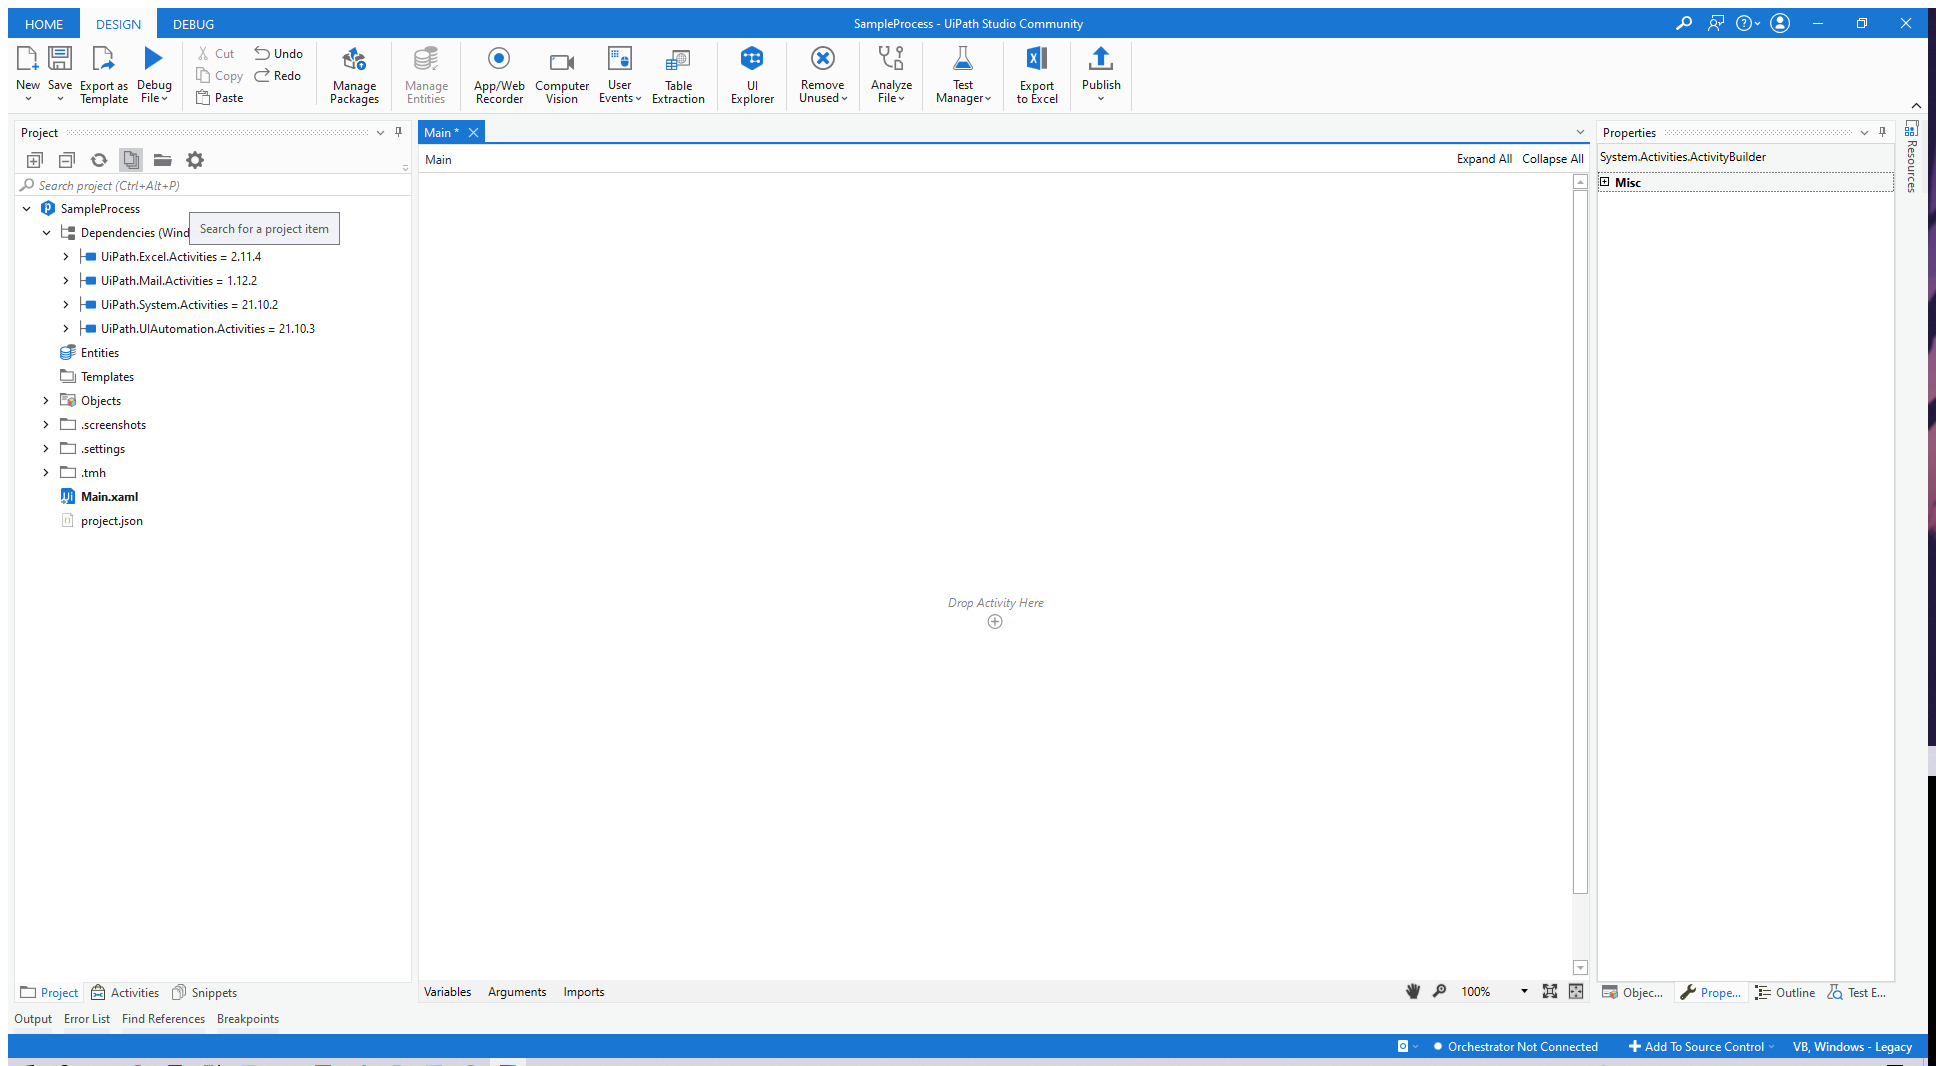 HOME DESIGN DEBUG SampleProcess - UiPath Studio Community
New Save Export as Template Debug File Cut Copy Paste Undo Redo Manage Packages Manage Entities App/Web Recorder Computer Vision User Events Table Extraction UI Explorer Remove Unused Analyze File Test Manager Export to Excel Publish
Project
Search project (Ctrl+Alt+P)
SampleProcess
Dependencies (Wind
Search for a project item
UiPath.Excel.Activities = 2.11.4
UiPath.Mail.Activities = 1.12.2
UiPath.System.Activities = 21.10.2
UiPath.UIAutomation.Activities = 21.10.3
Entities
Templates
Objects
.screenshots
.settings
.tmh
Main.xaml
project.json
Project Activities Snippets
Main *
Main Expand All Collapse All
Drop Activity Here
Variables Arguments Imports 100%
Properties
System.Activities.ActivityBuilder
Misc
Resources
Objec... Prope... Outline Test E...
Output Error List Find References Breakpoints
Orchestrator Not Connected Add To Source Control VB, Windows - Legacy